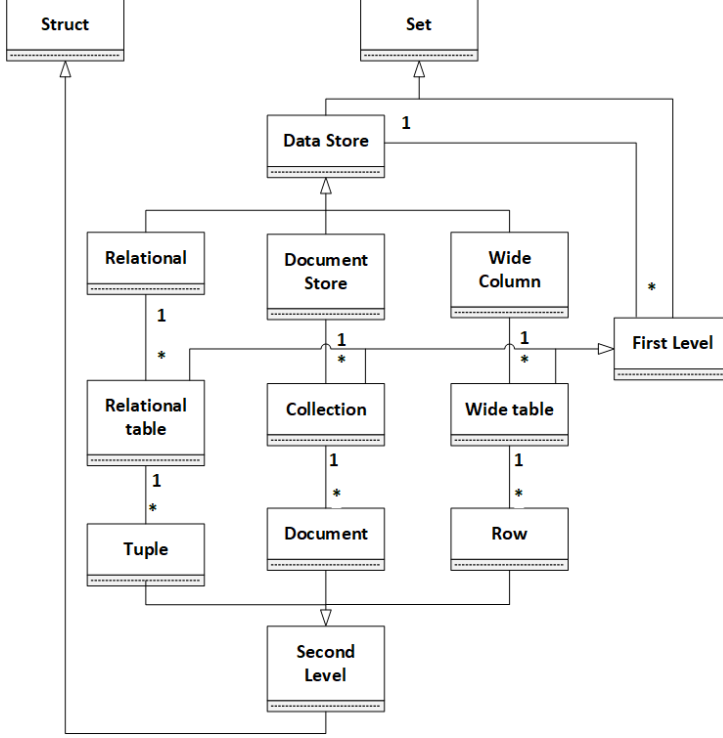 Struct
Set
1
Data Store
Relational
Document
Store
Wide
Column
*
1
1
1
First Level
*
*
*
Relational
table
Collection
Wide table
1
1
1
*
*
*
Tuple
Document
Row
Second
Level